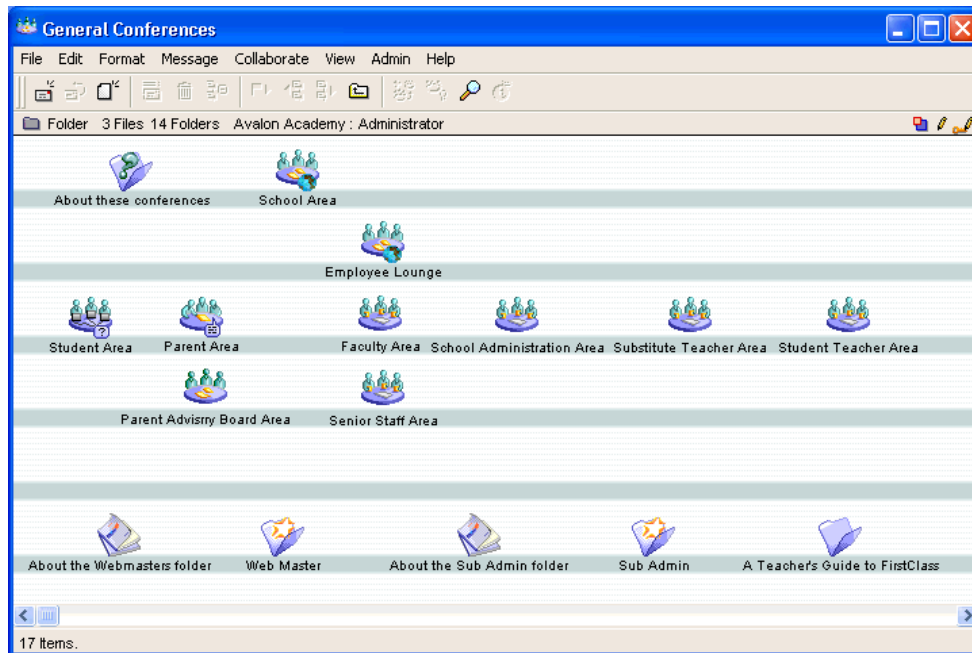 General Conferences
File Edit Format Message Collaborate View Admin Help
Folder 3 Files 14 Folders Avalon Academy : Administrator
About these conferences School Area
Employee Lounge
Student Area Parent Area Faculty Area School Administration Area Substitute Teacher Area Student Teacher Area
Parent Advisrry Board Area Senior Staff Area
About the Webmasters folder Web Master About the Sub Admin folder Sub Admin A Teacher's Guide to FirstClass
17 Items.